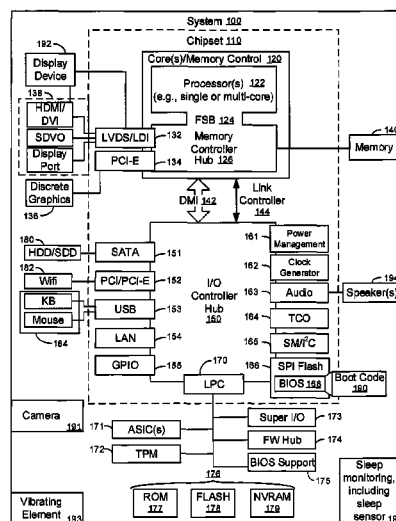 System 100
Chipset 110
Core(s)/Memory Control 120
Processor(s) 122
(e.g., single or multi-core)
FSB 124
Memory
Controller
Hub 126
192
Display
Device
138
HDMI/
DVI
SDVO
Display
Port
LVDS/LDI
132
PCI-E
134
Discrete
Graphics
136
Memory
DMI 142
Link
Controller
144
180
HDD/SDD
SATA
151
182
Wifi
PCI/PCI-E
152
KB
Mouse
184
USB
153
LAN
154
GPIO
155
I/O
Controller
Hub
150
161
Power
Management
162
Clock
Generator
163
Audio
194
Speaker(s)
164
TCO
165
SM/I²C
166
SPI Flash
BIOS 168
Boot Code
190
170
LPC
Camera
191
171
ASIC(s)
172
TPM
Super I/O
173
FW Hub
174
BIOS Support
175
176
ROM
177
FLASH
178
NVRAM
179
Vibrating
Element
193
Sleep
monitoring,
including
sleep
sensor